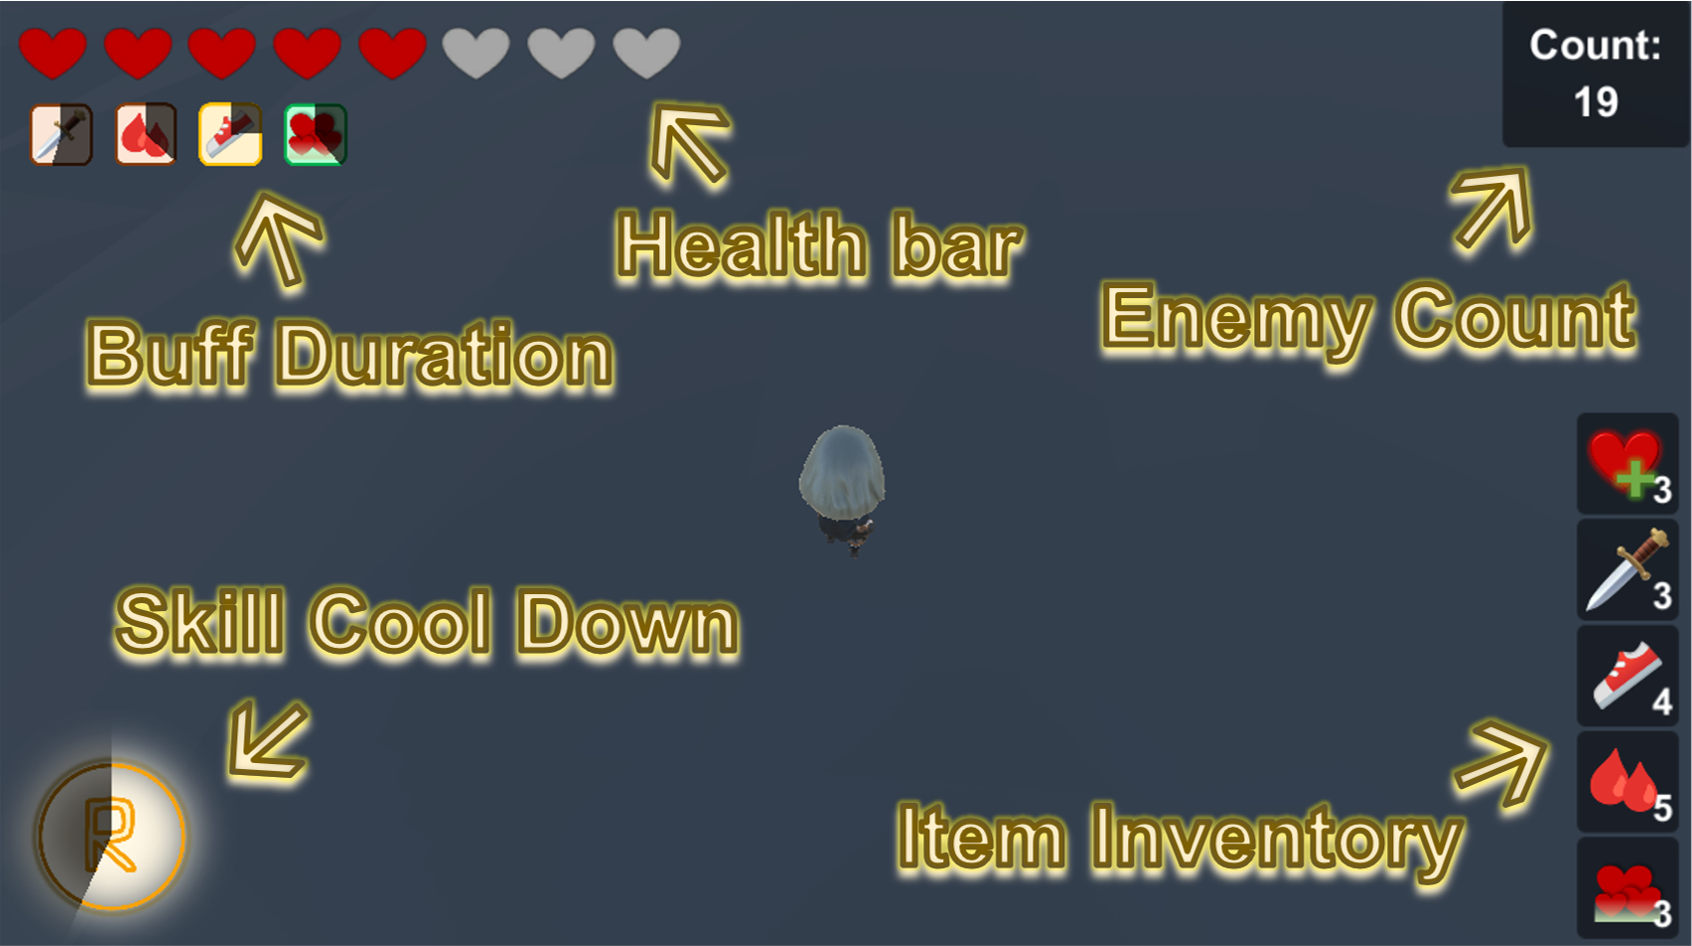 Count:
19
Health bar
Enemy Count
Buff Duration
3
3
Skill Cool Down
4
R
5
Item Inventory
3